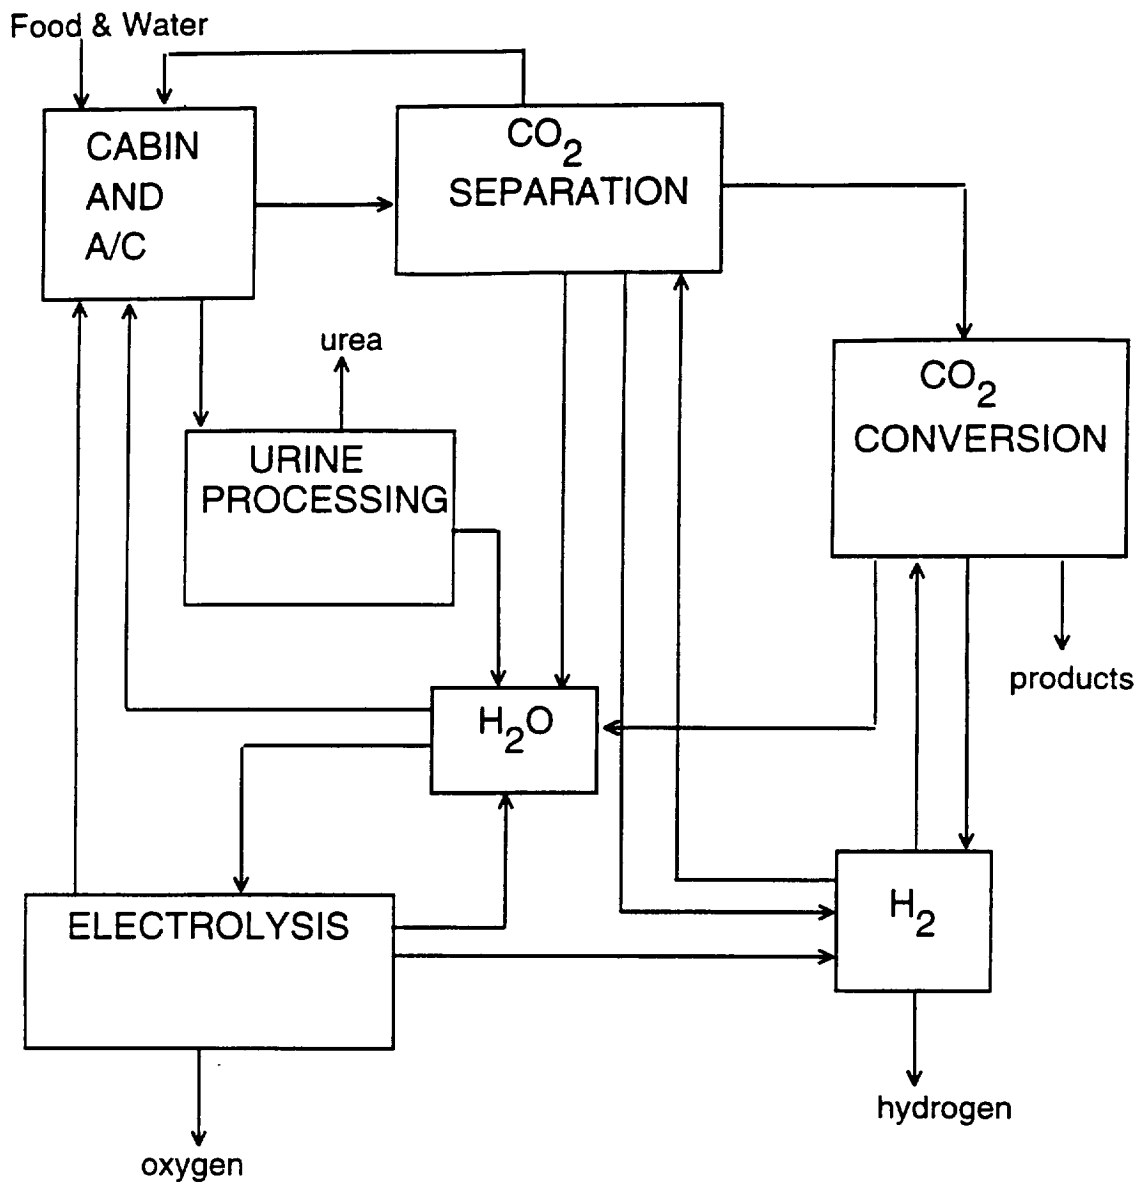 Food & Water
CABIN
AND
A/C
CO₂
SEPARATION
urea
CO₂
CONVERSION
URINE
PROCESSING
products
H₂O
ELECTROLYSIS
H₂
hydrogen
oxygen